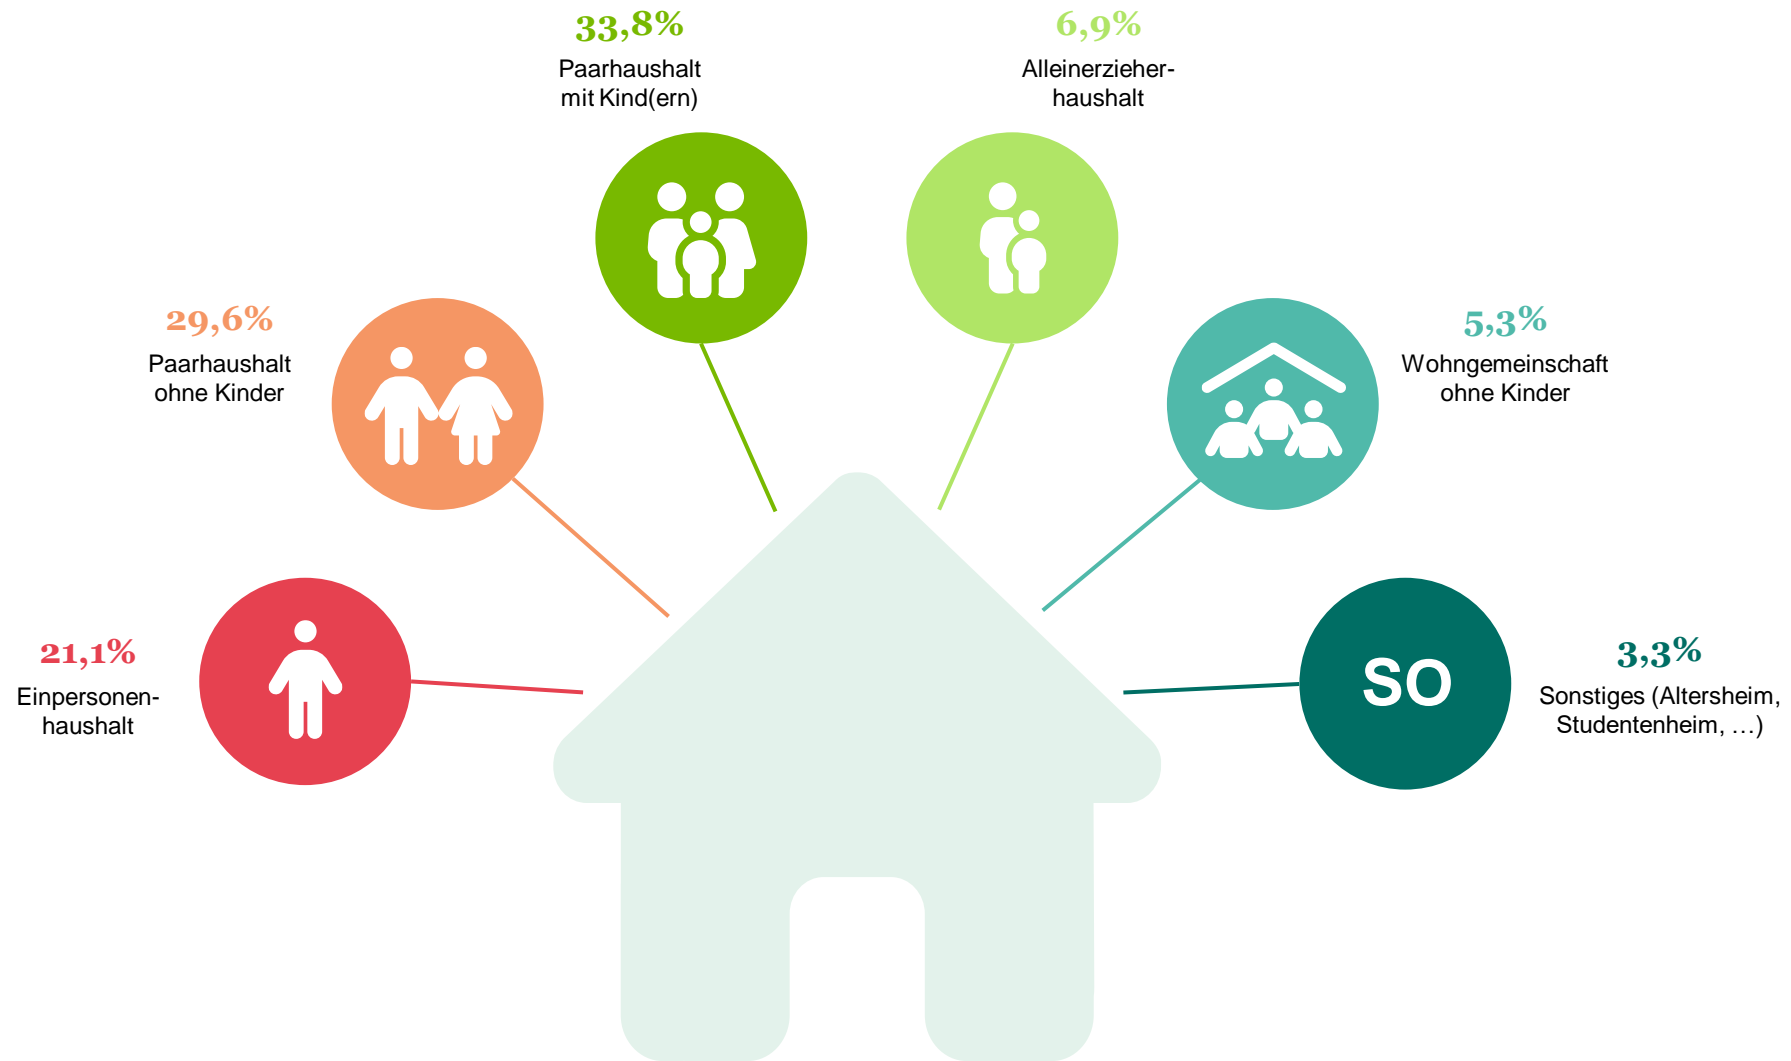 33,8%
Paarhaushalt
mit Kind(ern)
6,9%
Alleinerzieher-
haushalt
29,6%
Paarhaushalt
ohne Kinder
5,3%
Wohngemeinschaft
ohne Kinder
21,1%
Einpersonen-
haushalt
SO
3,3%
Sonstiges (Altersheim,
Studentenheim, …)